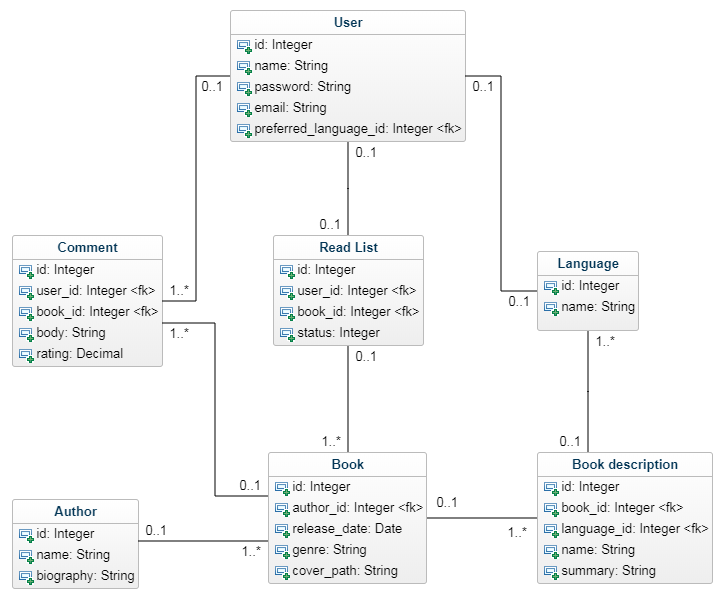 User
id: Integer
name: String
password: String
email: String
preferred_language_id: Integer <fk>
0..1
0..1
0..1
0..1
Comment
id: Integer
user_id: Integer <fk>
book_id: Integer <fk>
body: String
rating: Decimal
1..*
1..*
Read List
id: Integer
user_id: Integer <fk>
book_id: Integer <fk>
status: Integer
0..1
Language
id: Integer
name: String
0..1
1..*
1..*
0..1
0..1
Book
id: Integer
author_id: Integer <fk>
release_date: Date
genre: String
cover_path: String
0..1
1..*
Book description
id: Integer
book_id: Integer <fk>
language_id: Integer <fk>
name: String
summary: String
Author
id: Integer
name: String
biography: String
0..1
1..*